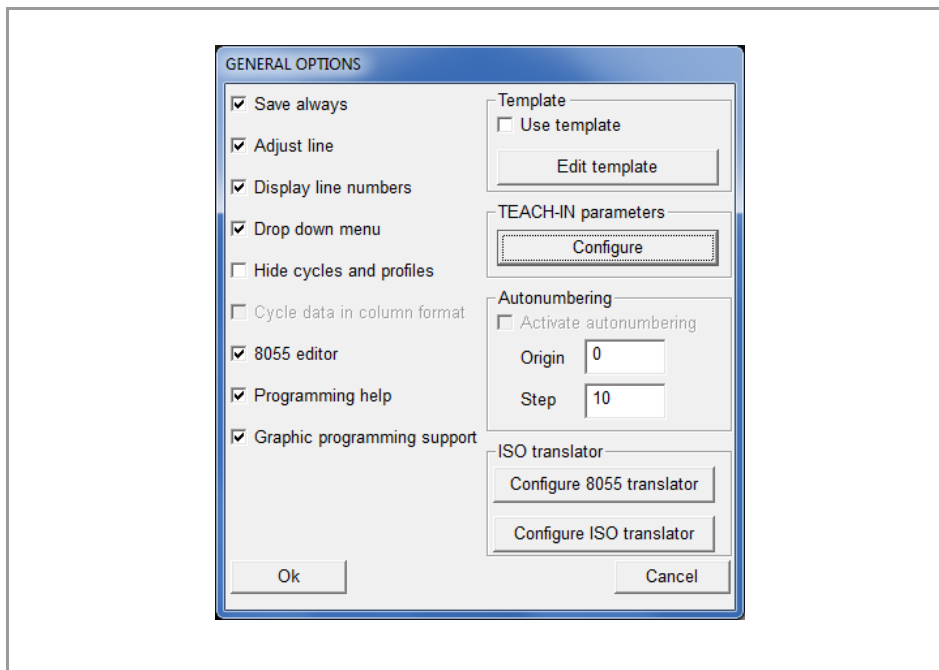 GENERAL OPTIONS
Save always
Adjust line
Display line numbers
Drop down menu
Hide cycles and profiles
Cycle data in column format
8055 editor
Programming help
Graphic programming support
Template
Use template
Edit template
TEACH-IN parameters
Configure
Autonumbering
Activate autonumbering
Origin 0
Step 10
ISO translator
Configure 8055 translator
Configure ISO translator
Ok
Cancel